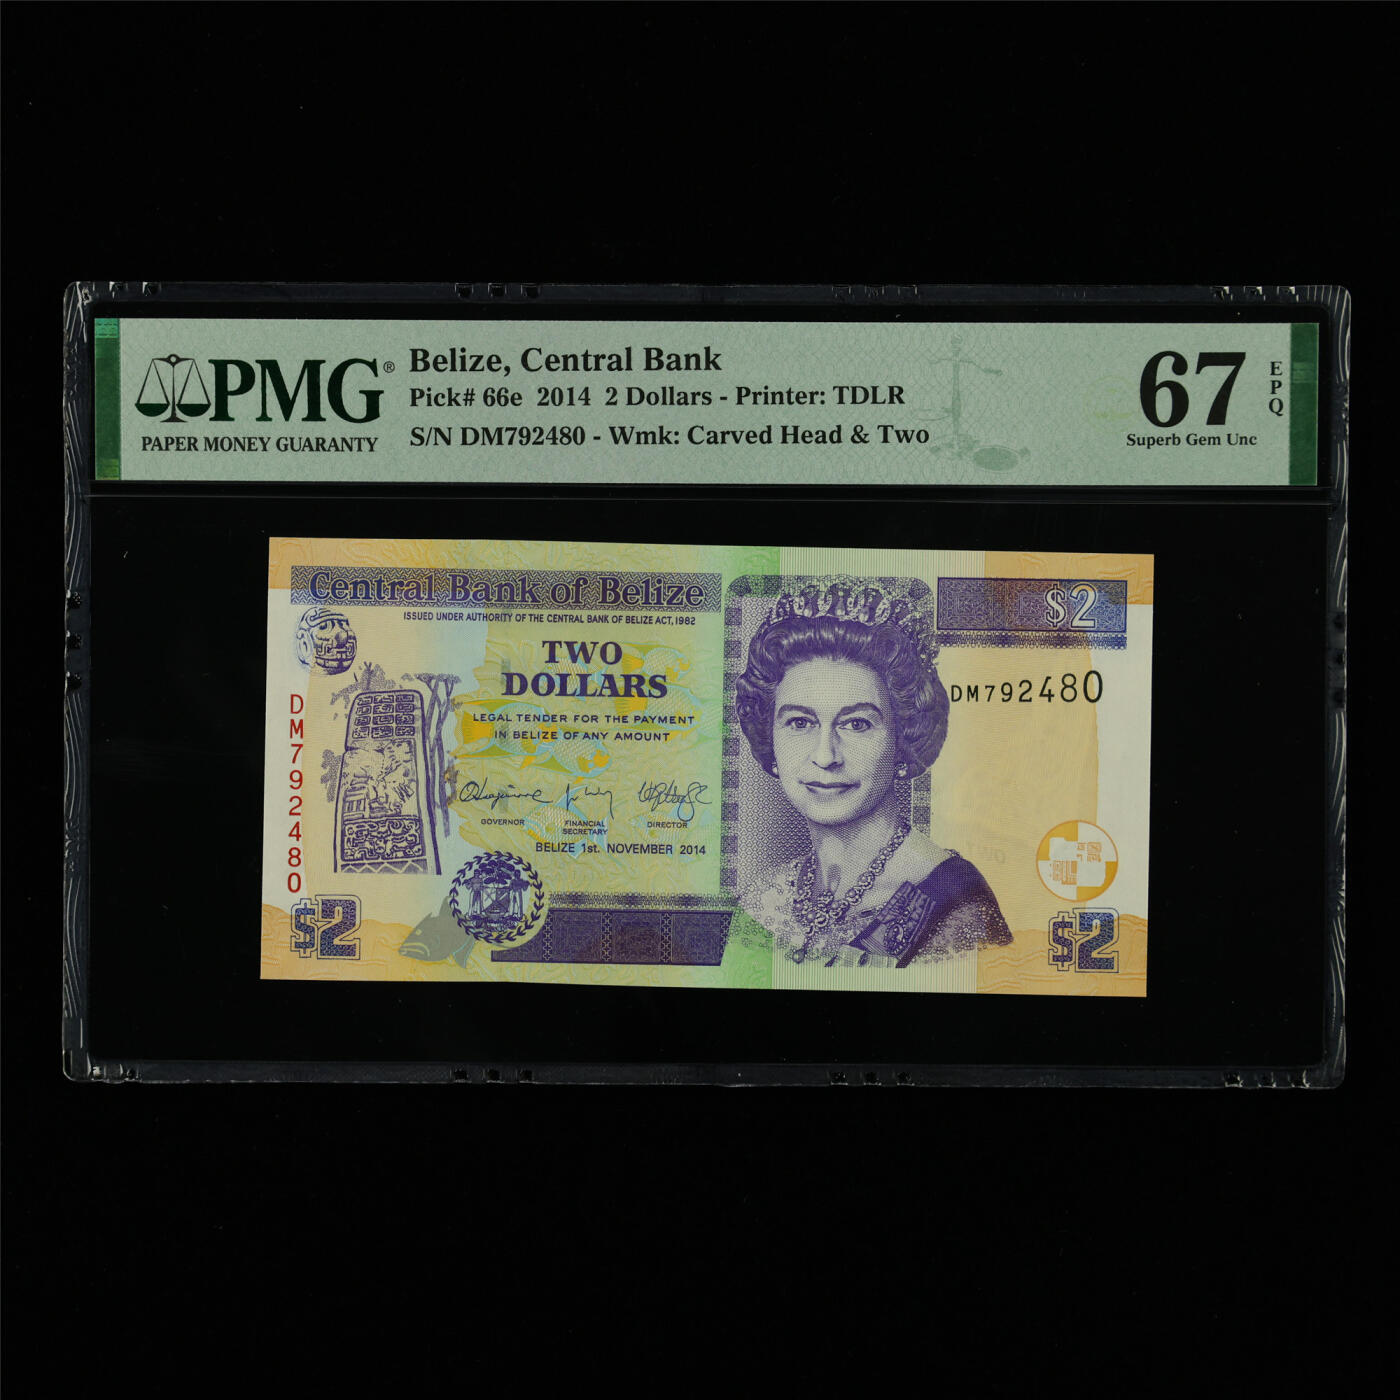 PMG®
PAPER MONEY GUARANTY
Belize, Central Bank
Pick# 66e 2014 2 Dollars - Printer: TDLR
S/N DM792480 - Wmk: Carved Head & Two
67
EPQ
Superb Gem Unc
Central Bank of Belize
$2
ISSUED UNDER AUTHORITY OF THE CENTRAL BANK OF BELIZE ACT, 1982
TWO
DOLLARS
DM792480
LEGAL TENDER FOR THE PAYMENT
IN BELIZE OF ANY AMOUNT
DM792480
GOVERNOR
FINANCIAL
SECRETARY
DIRECTOR
BELIZE 1st. NOVEMBER 2014
$2
$2